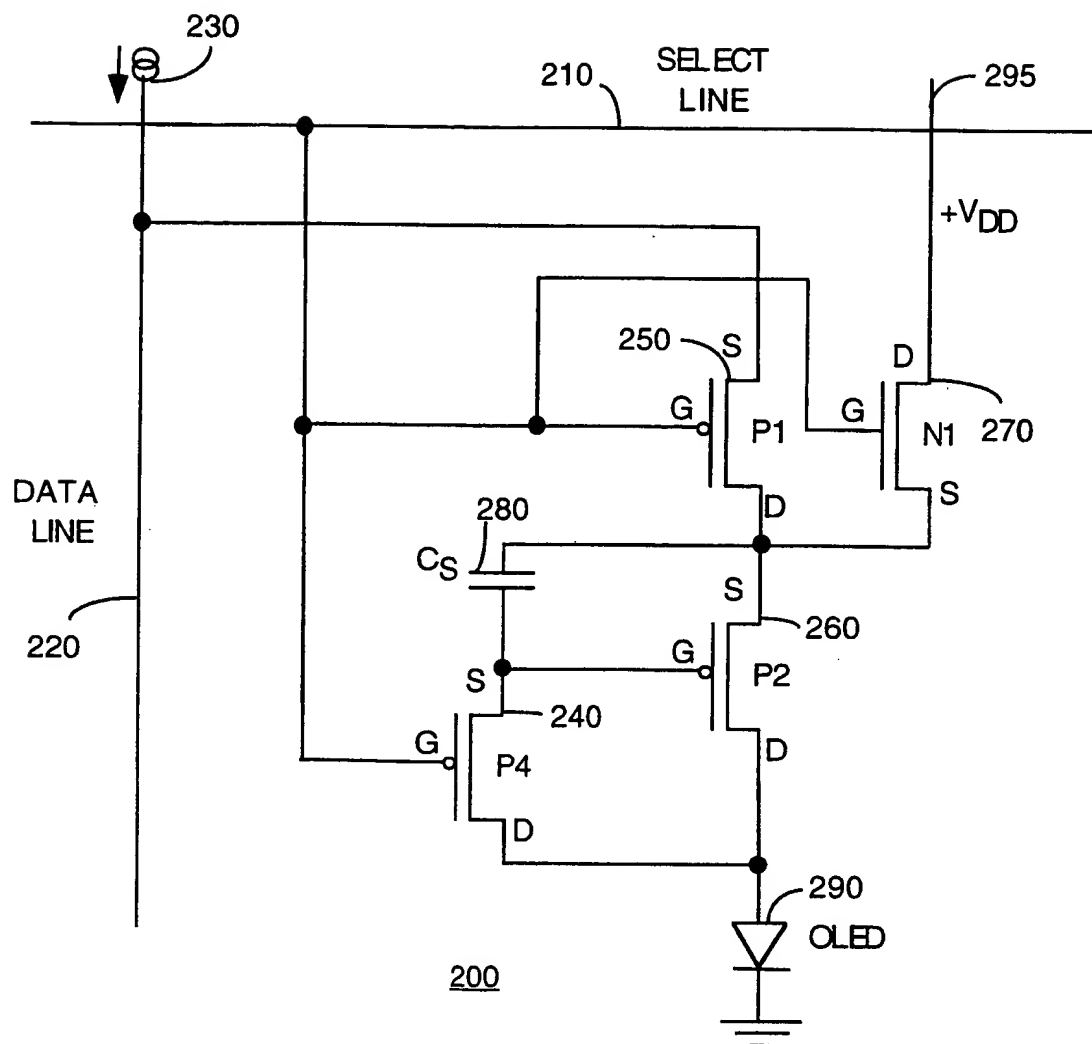 230
SELECT
LINE
210
295
+VDD
250
S
D
G
P1
G
N1
270
D
S
DATA
LINE
280
CS
S
260
220
G
P2
S
240
G
P4
D
D
290
OLED
200